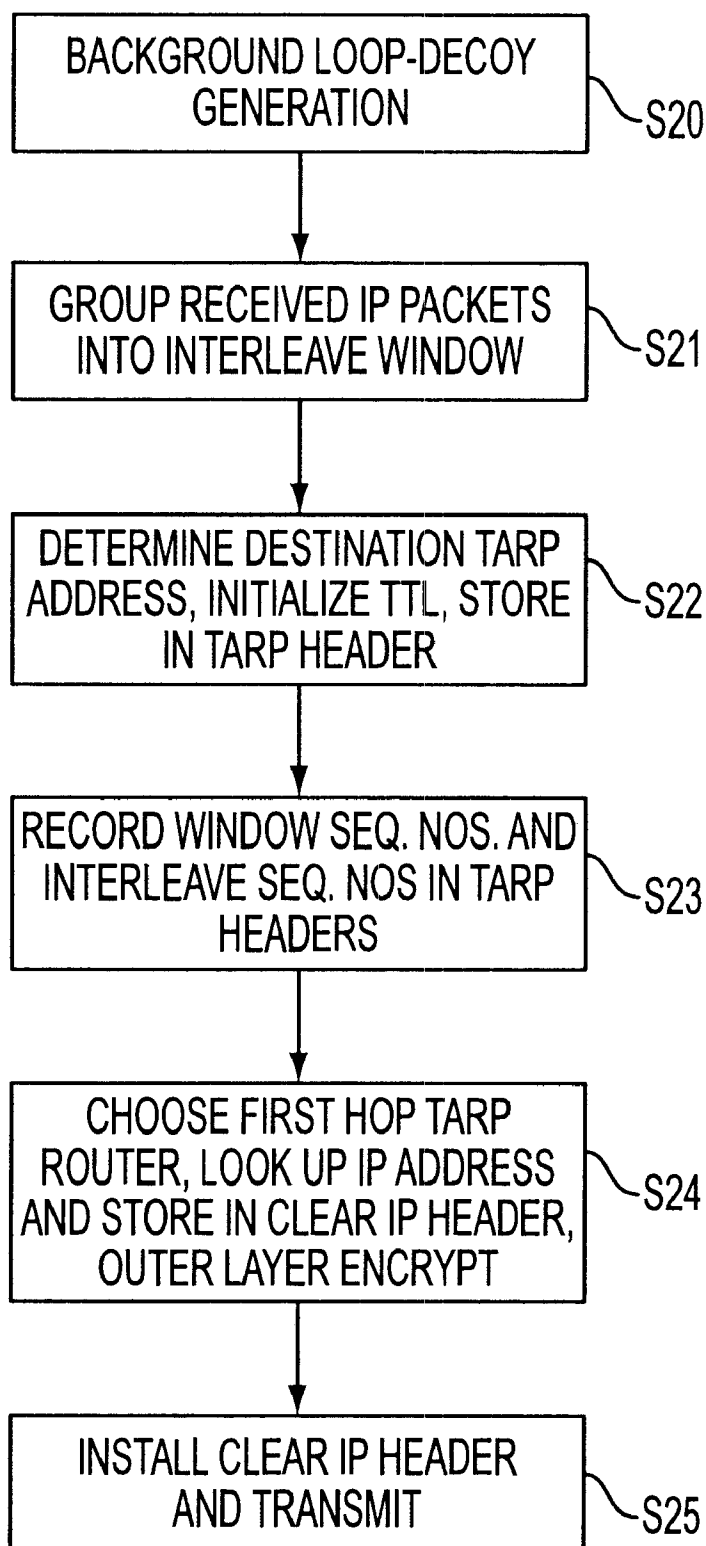 BACKGROUND LOOP-DECOY
GENERATION
S20
GROUP RECEIVED IP PACKETS
INTO INTERLEAVE WINDOW
S21
DETERMINE DESTINATION TARP
ADDRESS, INITIALIZE TTL, STORE
IN TARP HEADER
S22
RECORD WINDOW SEQ. NOS. AND
INTERLEAVE SEQ. NOS IN TARP
HEADERS
S23
CHOOSE FIRST HOP TARP
ROUTER, LOOK UP IP ADDRESS
AND STORE IN CLEAR IP HEADER,
OUTER LAYER ENCRYPT
S24
INSTALL CLEAR IP HEADER
AND TRANSMIT
S25